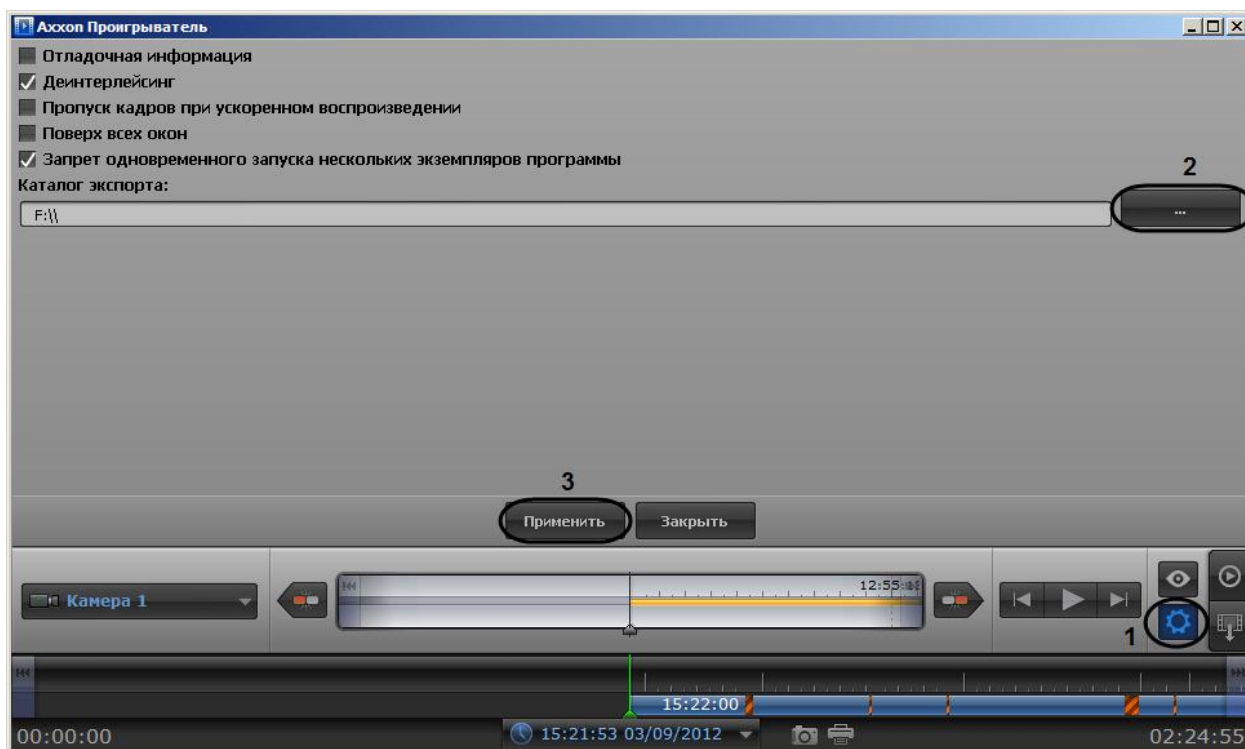 Axxon Проигрыватель
Отладочная информация
Деинтерлейсинг
Пропуск кадров при ускоренном воспроизведении
Поверх всех окон
Запрет одновременного запуска нескольких экземпляров программы
2
Каталог экспорта:
F:\\
...
3
Применить
Закрыть
Камера 1
12:55
1
15:22:00
00:00:00
15:21:53 03/09/2012
02:24:55